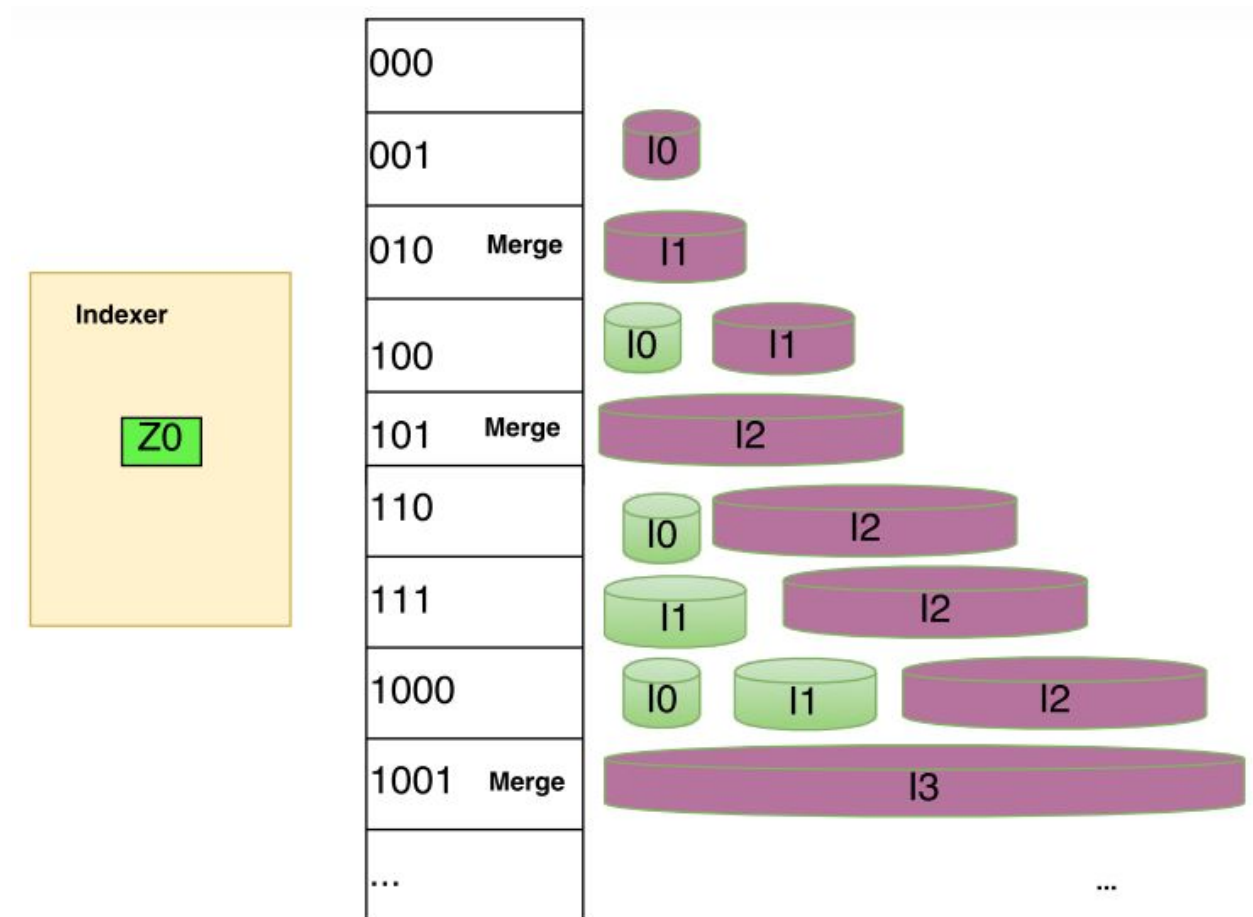 000
001 I0
010 Merge I1
Indexer
100 I0 I1
Z0
101 Merge I2
110 I0 I2
111 I1 I2
1000 I0 I1 I2
1001 Merge I3
... ...